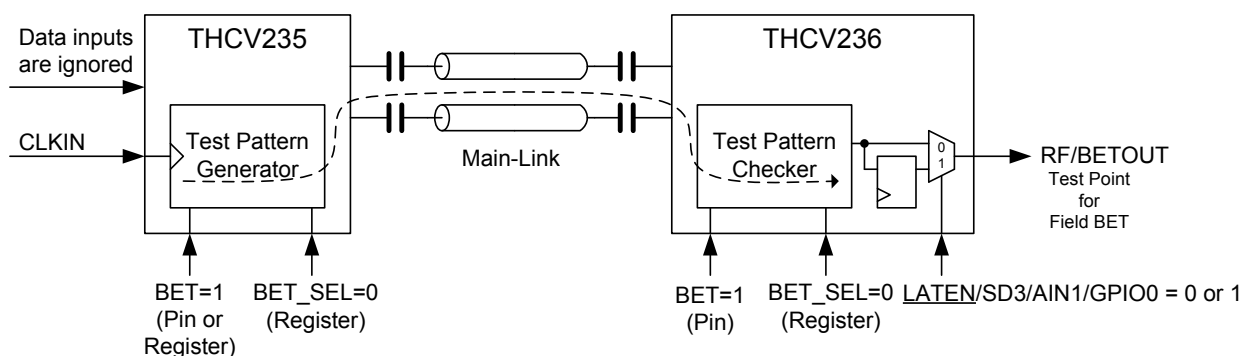 Data inputs
are ignored
CLKIN
THCV235
Test Pattern
Generator
Main-Link
THCV236
Test Pattern
Checker
0
1
RF/BETOUT
Test Point
for
Field BET
BET=1
(Pin or
Register)
BET_SEL=0
(Register)
BET=1
(Pin)
BET_SEL=0
(Register)
LATEN/SD3/AIN1/GPIO0 = 0 or 1